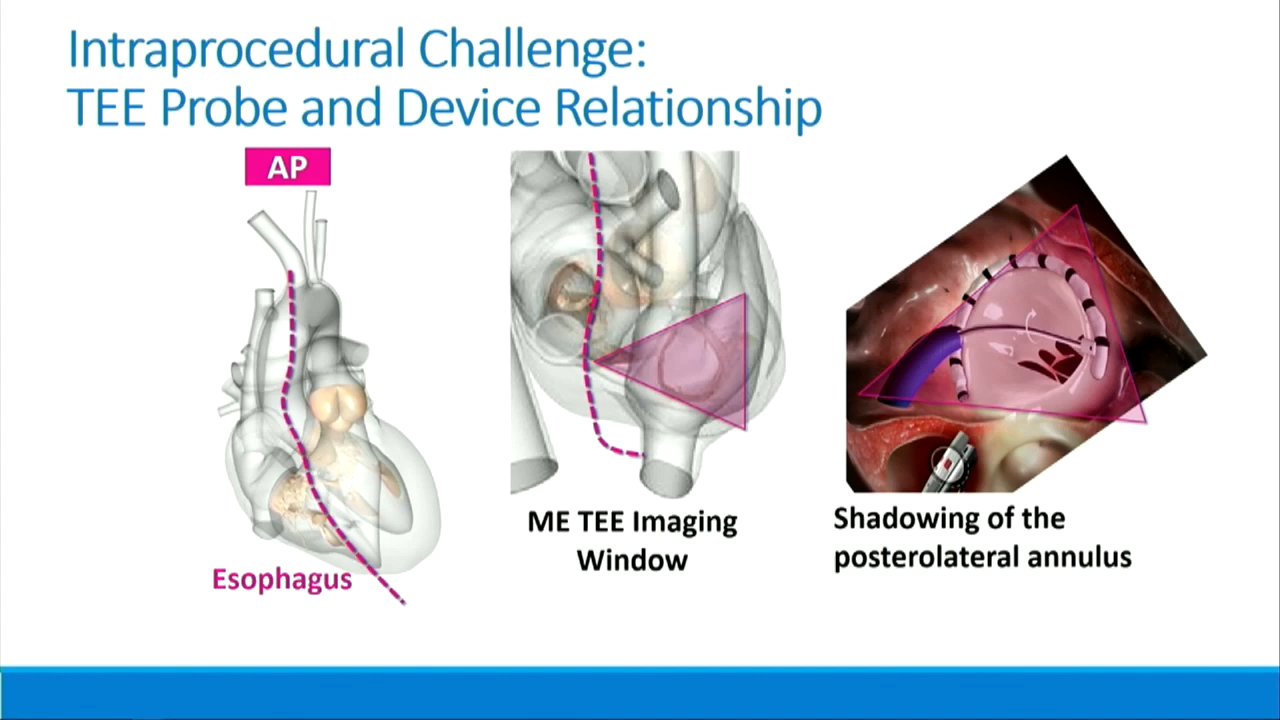 Intraprocedural Challenge:
TEE Probe and Device Relationship
AP
Esophagus
ME TEE Imaging
Window
Shadowing of the
posterolateral annulus